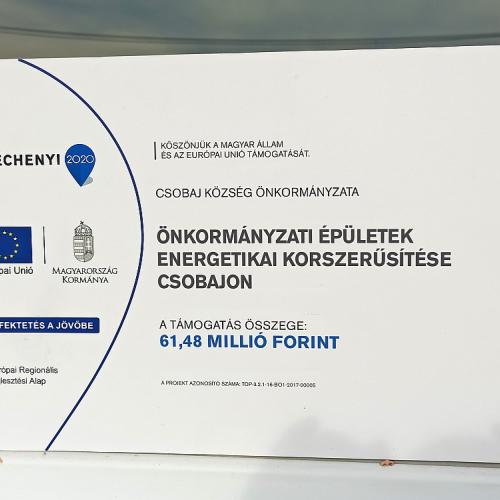 ECHENYI 2020
KÖSZÖNJÜK A MAGYAR ÁLLAM
ÉS AZ EURÓPAI UNIÓ TÁMOGATÁSÁT.
CSOBAJ KÖZSÉG ÖNKORMÁNYZATA
ÖNKORMÁNYZATI ÉPÜLETEK
ENERGETIKAI KORSZERŰSÍTÉSE
CSOBAJON
A TÁMOGATÁS ÖSSZEGE:
61,48 MILLIÓ FORINT
A PROJEKT AZONOSÍTÓ SZÁMA: TOP-3.2.1-16-BO1-2017-00005
pai Unió
MAGYARORSZÁG
KORMÁNYA
FEKTETÉS A JÖVŐBE
rópai Regionális
jlesztési Alap